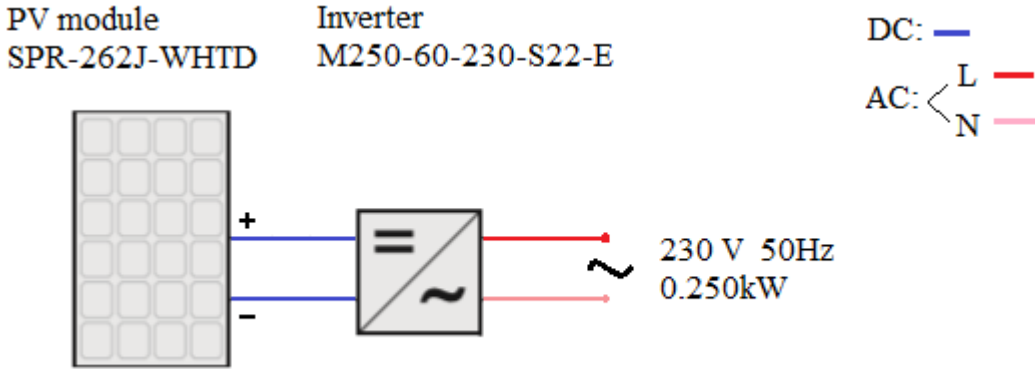 PV module
SPR-262J-WHTD
Inverter
M250-60-230-S22-E
DC:
AC:
L
N
+
−
230 V 50Hz
0.250kW